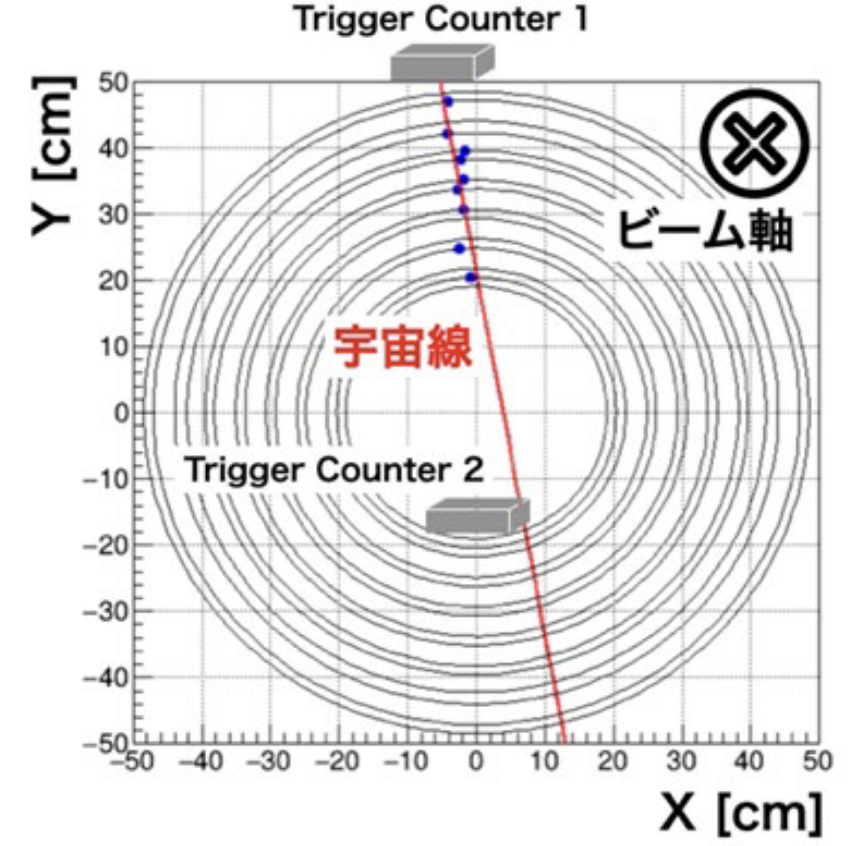 Trigger Counter 1
Y [cm]
50
40
30
20
10
0
−10
−20
−30
−40
−50
ビーム軸
宇宙線
Trigger Counter 2
−50 −40 −30 −20 −10 0 10 20 30 40 50
X [cm]